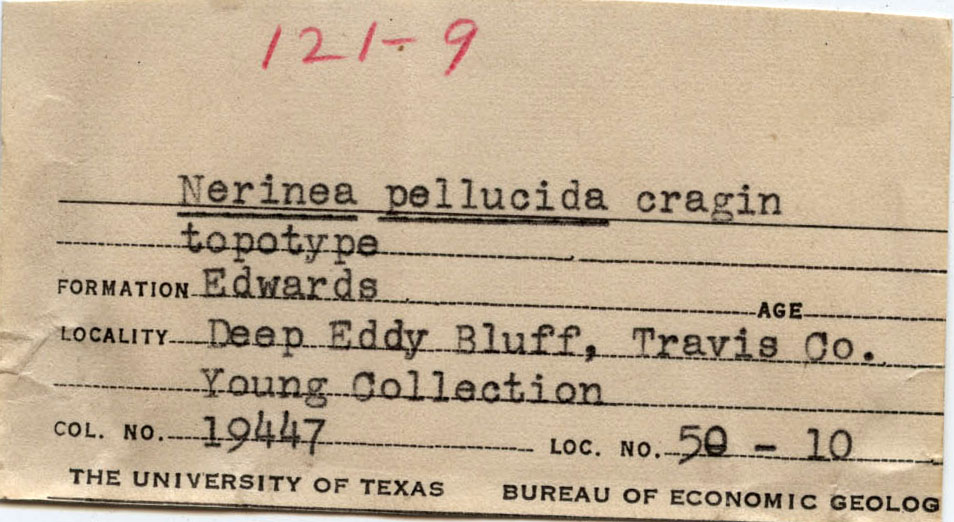 121-9
Nerinea pellucida cragin
topotype
FORMATION Edwards AGE
LOCALITY Deep Eddy Bluff, Travis Co.
Young Collection
COL. NO. 19447 LOC. NO. 50 - 10
THE UNIVERSITY OF TEXAS BUREAU OF ECONOMIC GEOLOG